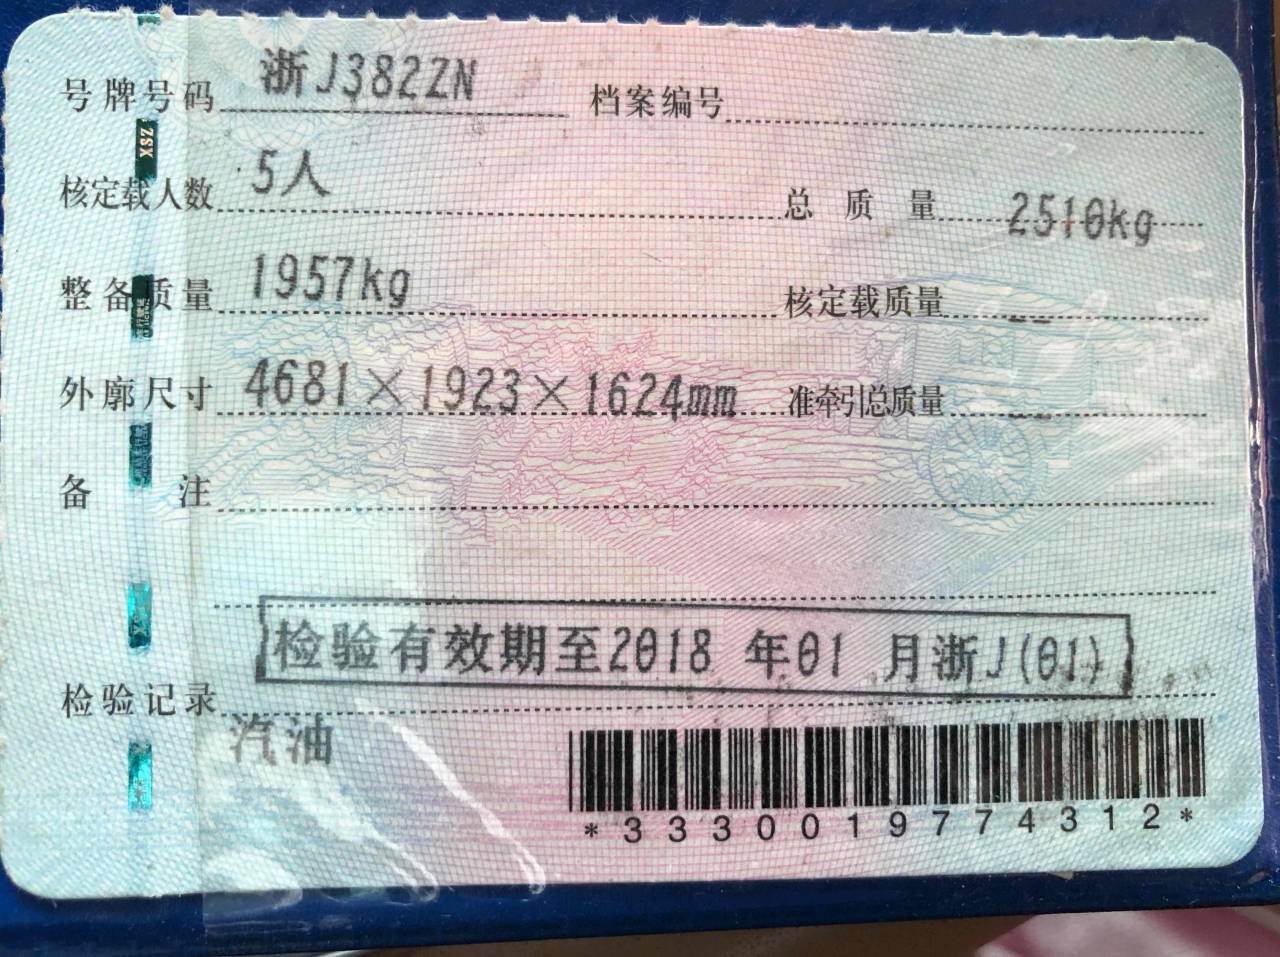 号牌号码 浙J382ZN 档案编号
核定载人数 5人 总质量 2510kg
整备质量 1957kg 核定载质量 --
外廓尺寸 4681×1923×1624mm 准牵引总质量 --
备注
检验有效期至2018年01月浙J(01)
检验记录
汽油
*3330019774312*
XSZ